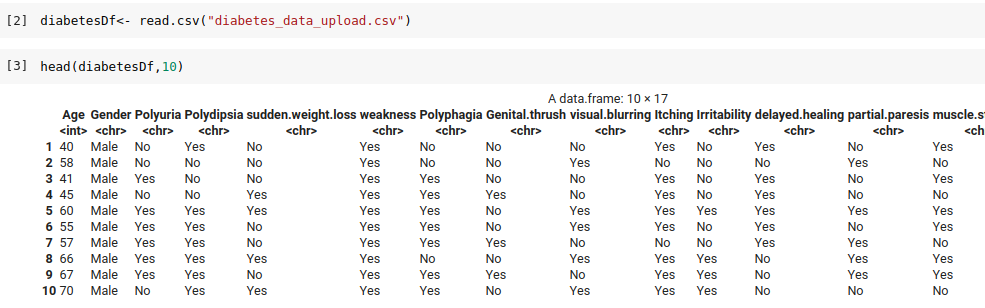 [2] diabetesDf<- read.csv("diabetes_data_upload.csv")
[3] head(diabetesDf,10)
A data.frame: 10 × 17
Age Gender Polyuria Polydipsia sudden.weight.loss weakness Polyphagia Genital.thrush visual.blurring Itching Irritability delayed.healing partial.paresis muscle.s
<int> <chr> <chr> <chr> <chr> <chr> <chr> <chr> <chr> <chr> <chr> <chr> <chr> <ch
1 40 Male No Yes No Yes No No No Yes No Yes No Yes
2 58 Male No No No Yes No No Yes No No No Yes No
3 41 Male Yes No No Yes Yes No No Yes No Yes No Yes
4 45 Male No No Yes Yes Yes Yes No Yes No Yes No No
5 60 Male Yes Yes Yes Yes Yes No Yes Yes Yes Yes Yes Yes
6 55 Male Yes Yes No Yes Yes No Yes Yes No Yes No Yes
7 57 Male Yes Yes No Yes Yes Yes No No No Yes Yes No
8 66 Male Yes Yes Yes Yes No No Yes Yes Yes No Yes Yes
9 67 Male Yes Yes No Yes Yes Yes No Yes Yes No Yes Yes
10 70 Male No Yes Yes Yes Yes No Yes Yes Yes No No No